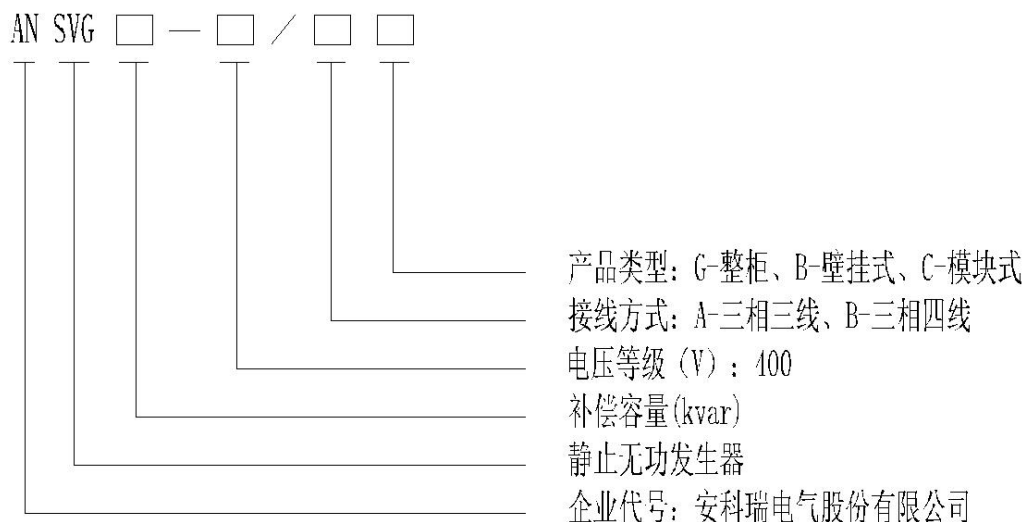 AN SVG □ — □ / □ □
产品类型: G-整柜、B-壁挂式、C-模块式
接线方式: A-三相三线、B-三相四线
电压等级（V）: 400
补偿容量(kvar)
静止无功发生器
企业代号: 安科瑞电气股份有限公司